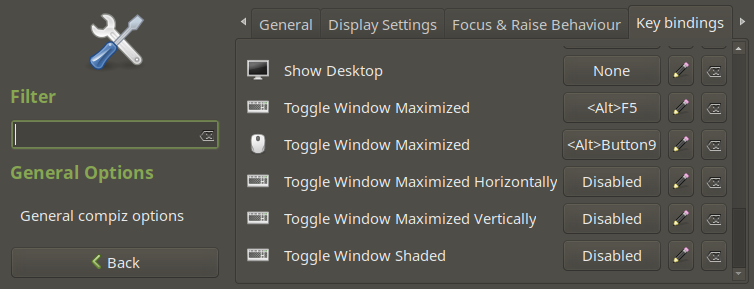 General
Display Settings
Focus & Raise Behaviour
Key bindings
Filter
General Options
General compiz options
Back
Show Desktop None
Toggle Window Maximized <Alt>F5
Toggle Window Maximized <Alt>Button9
Toggle Window Maximized Horizontally Disabled
Toggle Window Maximized Vertically Disabled
Toggle Window Shaded Disabled